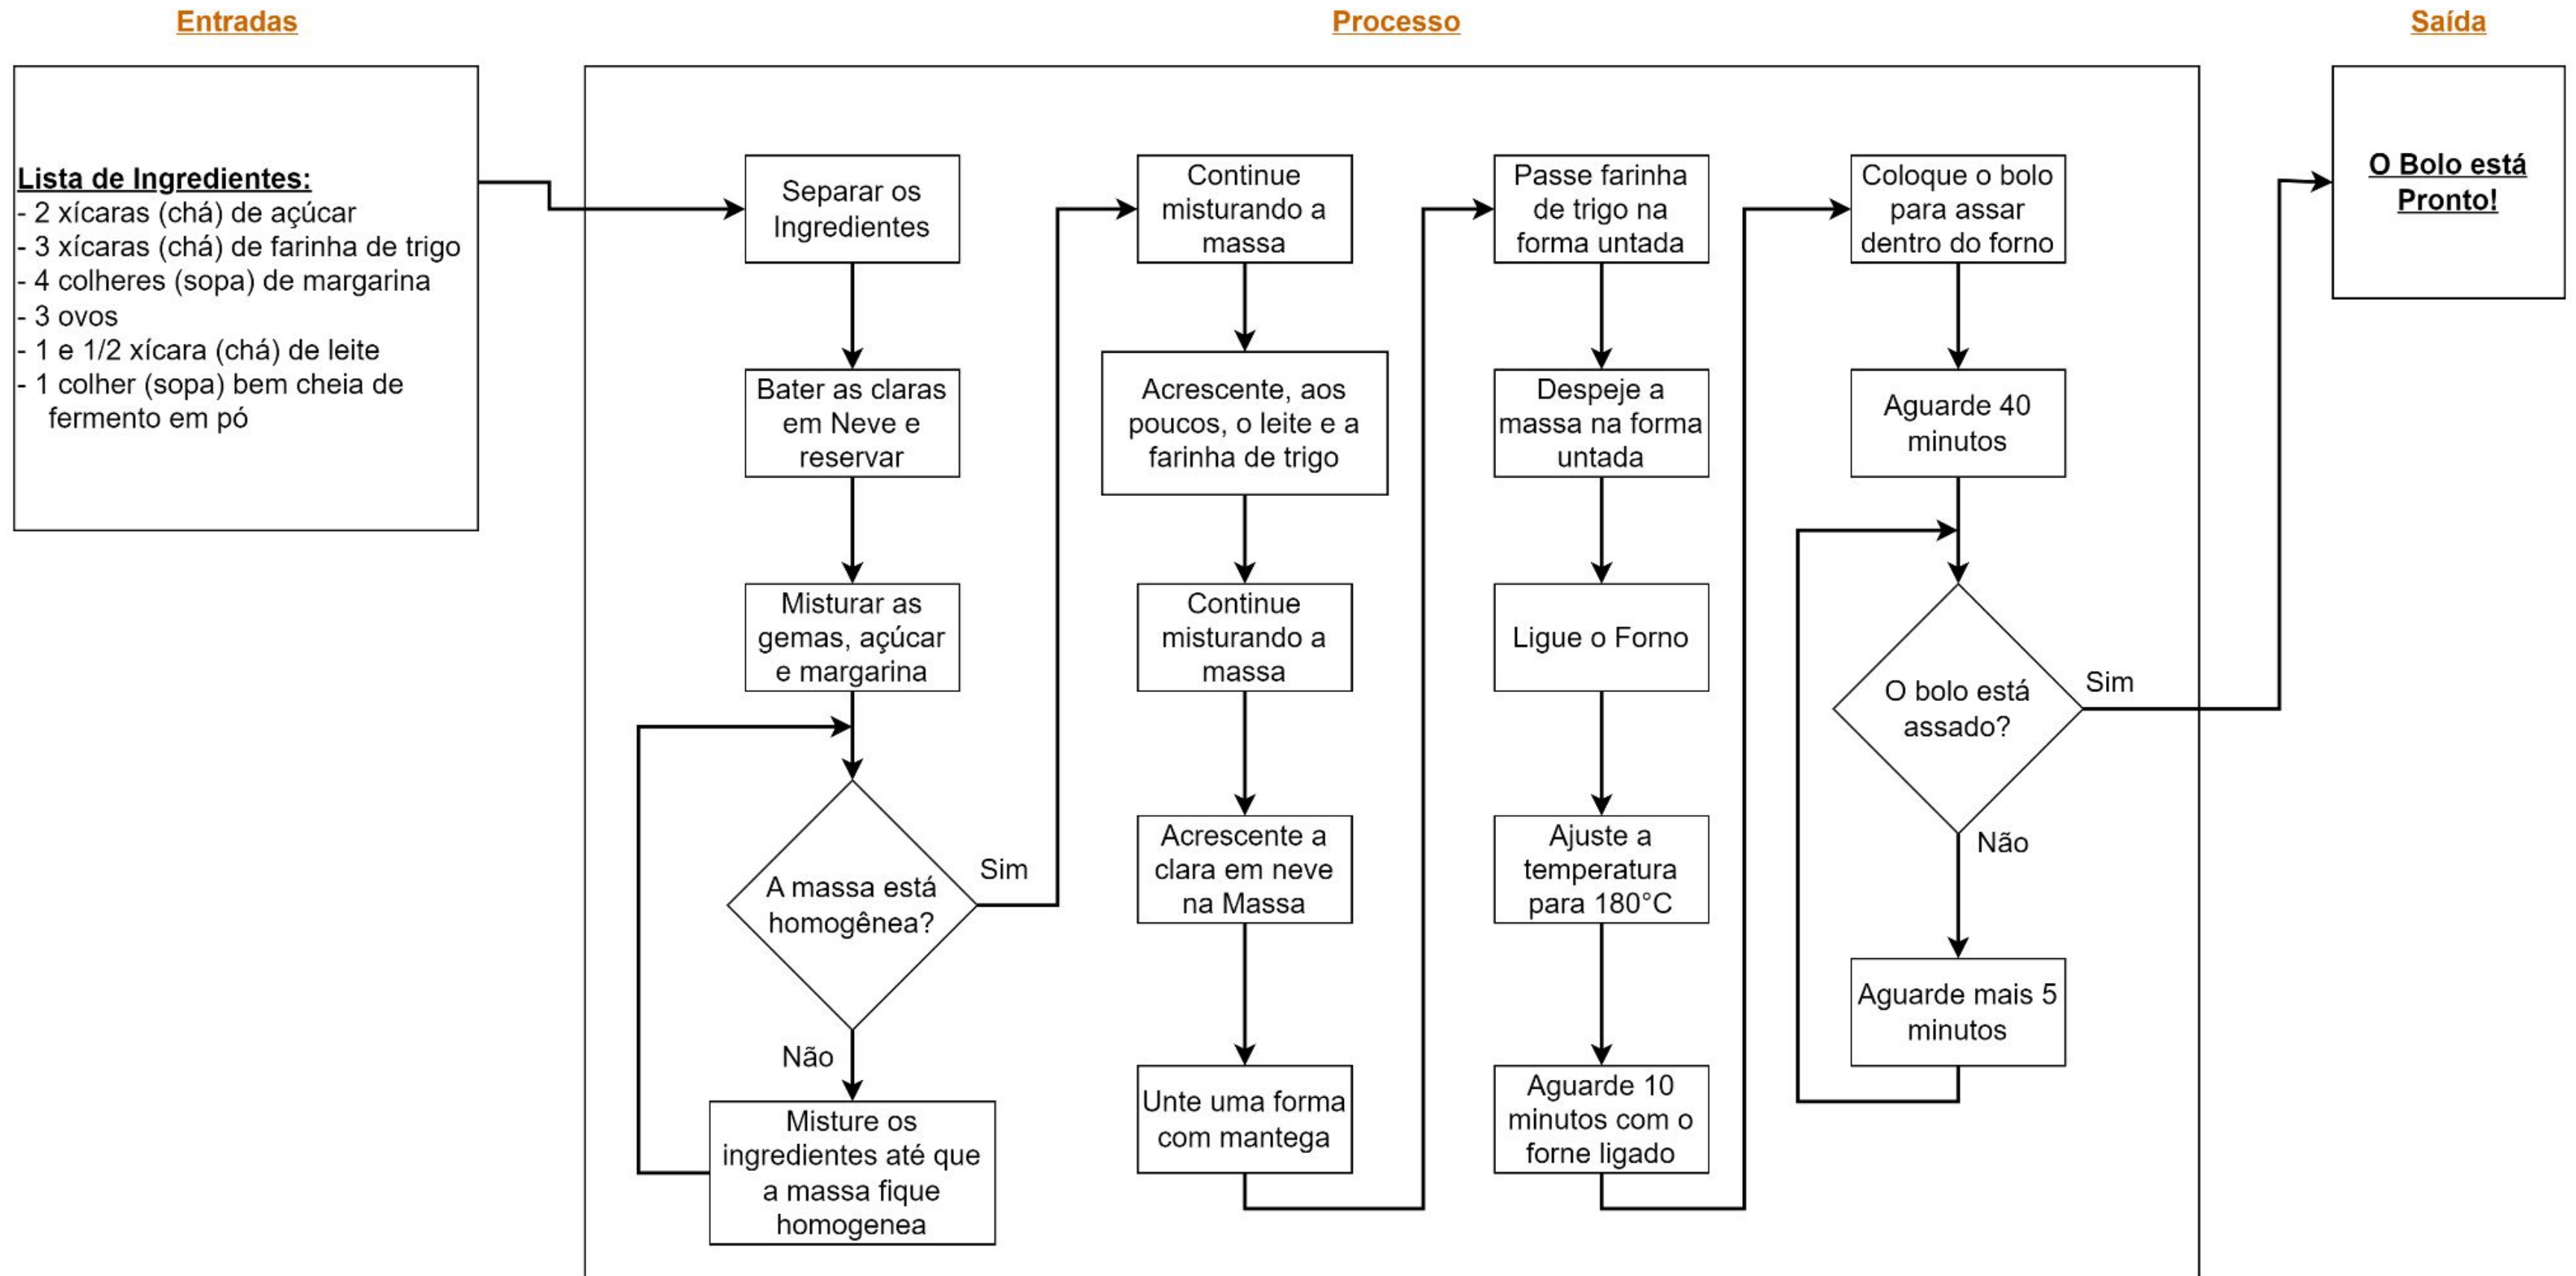 Entradas
Processo
Saída
Lista de Ingredientes:
- 2 xícaras (chá) de açúcar
- 3 xícaras (chá) de farinha de trigo
- 4 colheres (sopa) de margarina
- 3 ovos
- 1 e 1/2 xícara (chá) de leite
- 1 colher (sopa) bem cheia de
fermento em pó
Separar os
Ingredientes
Bater as claras
em Neve e
reservar
Misturar as
gemas, açúcar
e margarina
A massa está
homogênea?
Sim
Não
Misture os
ingredientes até que
a massa fique
homogenea
Continue
misturando a
massa
Acrescente, aos
poucos, o leite e a
farinha de trigo
Continue
misturando a
massa
Acrescente a
clara em neve
na Massa
Unte uma forma
com mantega
Passe farinha
de trigo na
forma untada
Despeje a
massa na forma
untada
Ligue o Forno
Ajuste a
temperatura
para 180°C
Aguarde 10
minutos com o
forne ligado
Coloque o bolo
para assar
dentro do forno
Aguarde 40
minutos
O bolo está
assado?
Sim
Não
Aguarde mais 5
minutos
O Bolo está
Pronto!